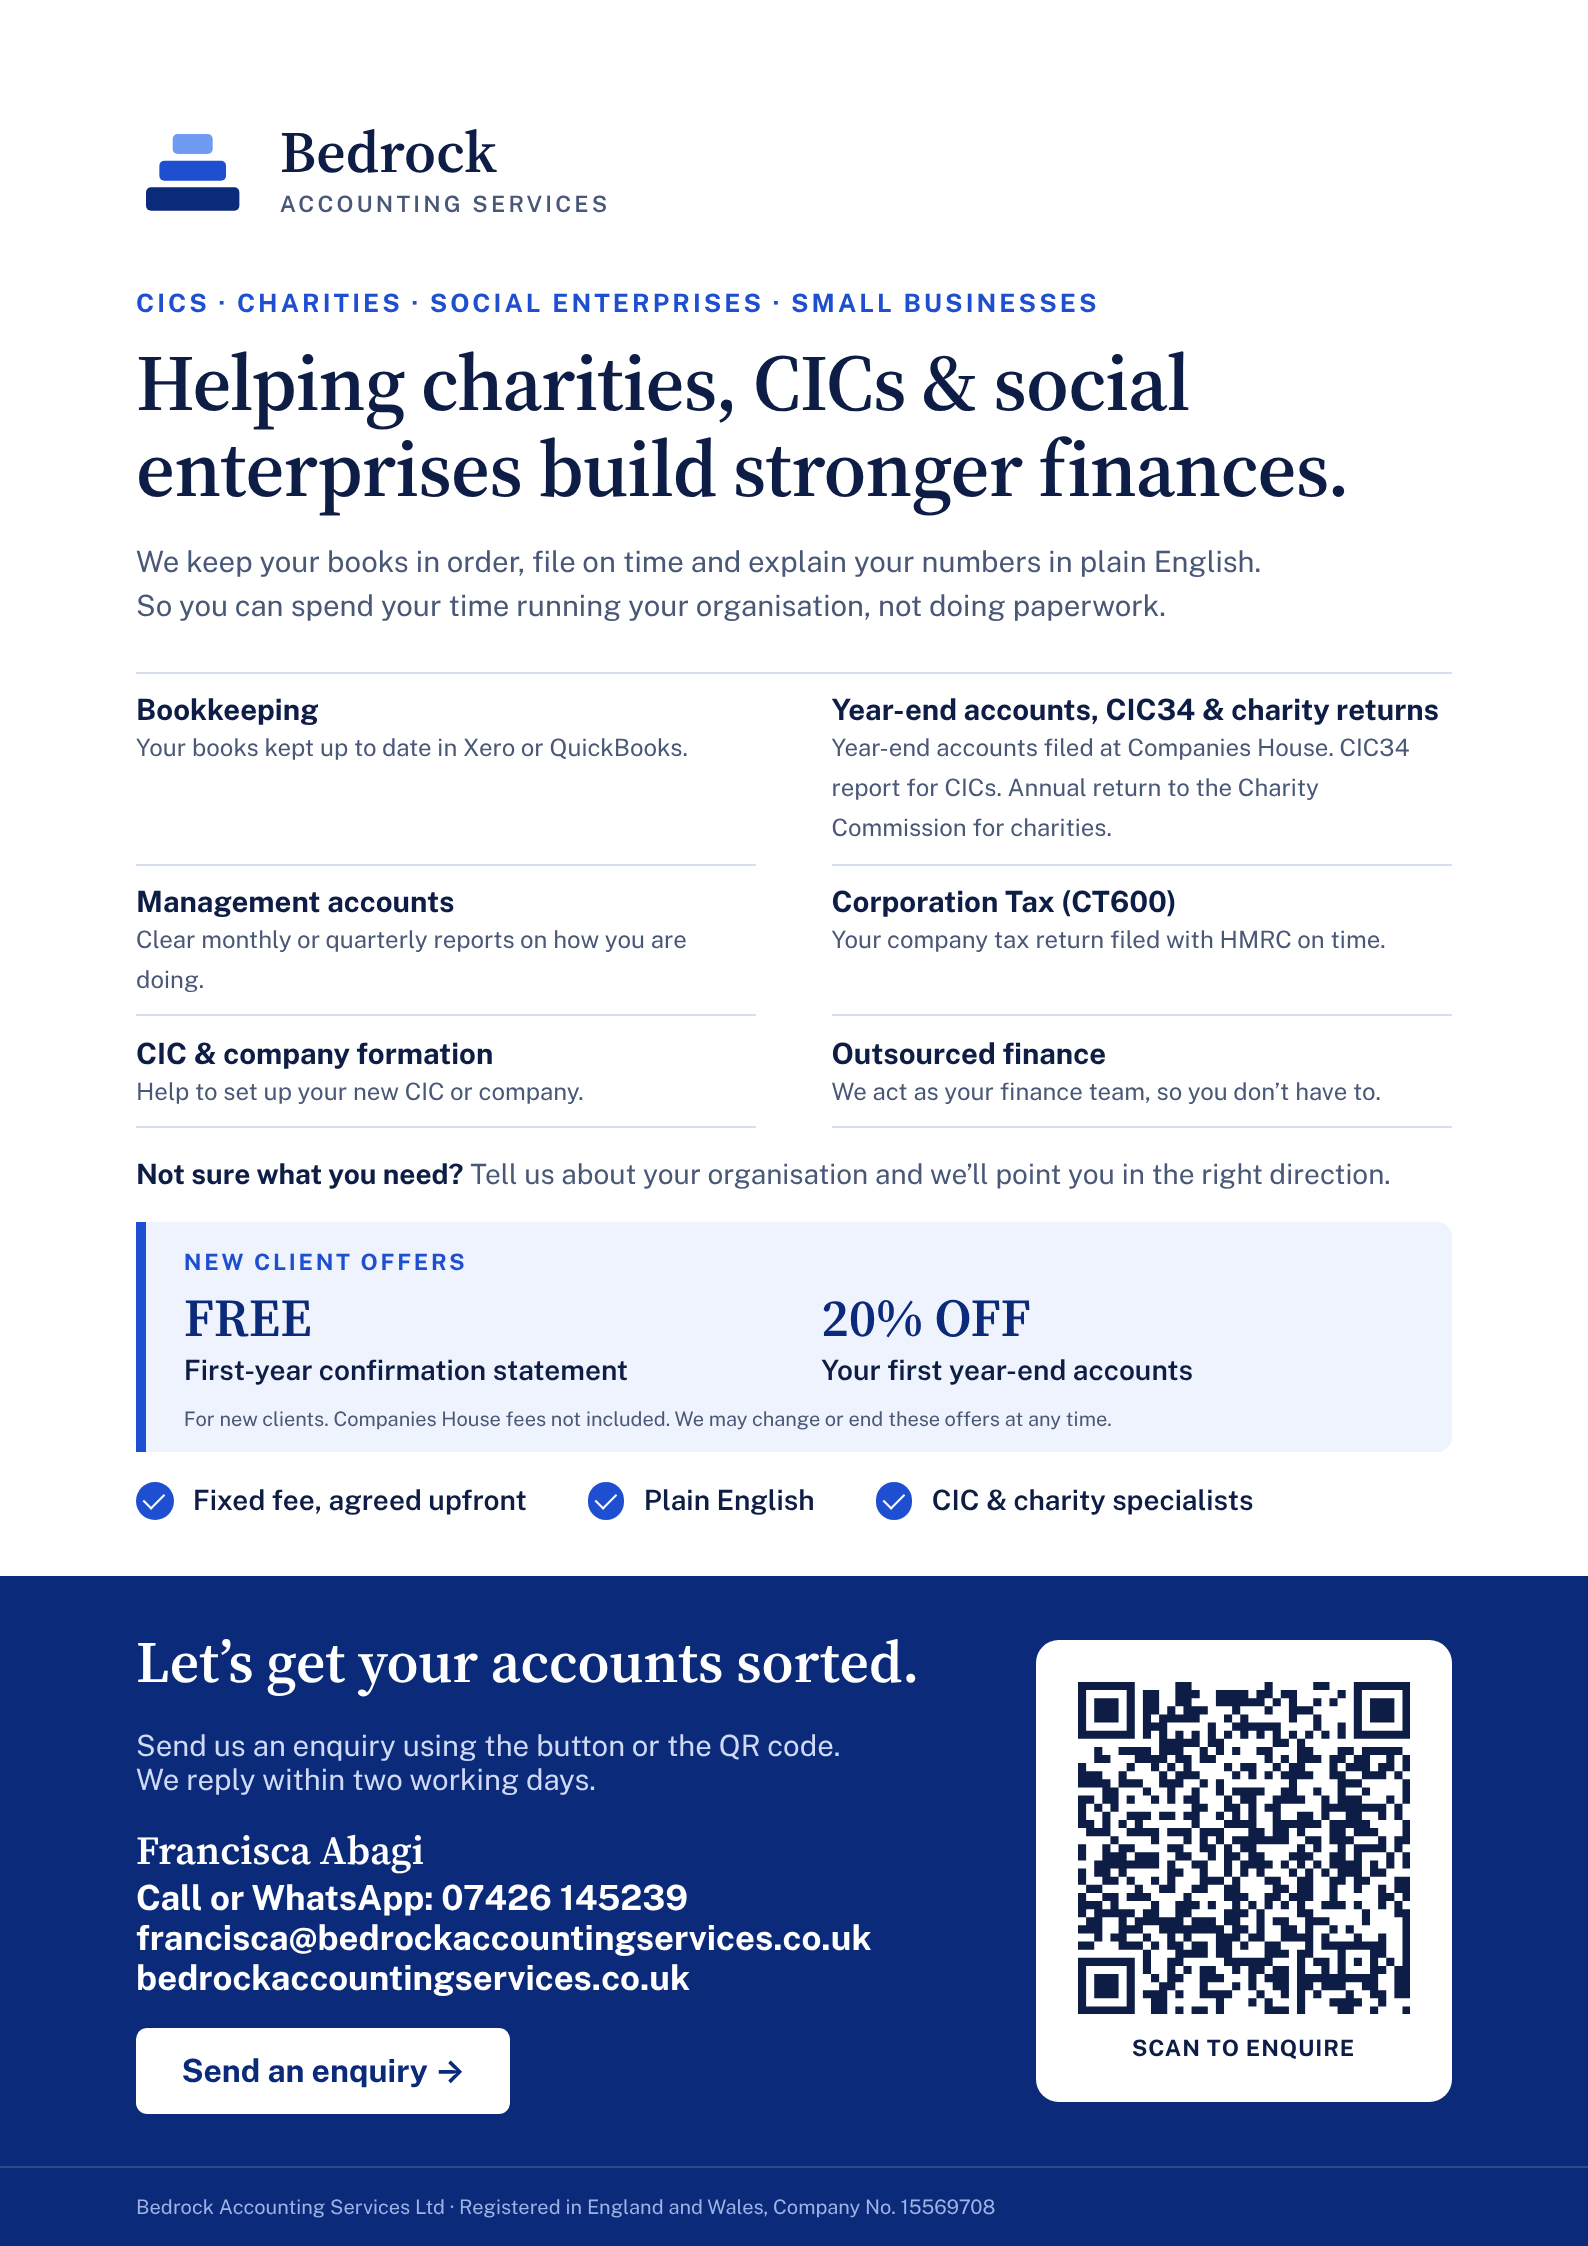 Bedrock
ACCOUNTING SERVICES
CICS · CHARITIES · SOCIAL ENTERPRISES · SMALL BUSINESSES
Helping charities, CICs & social
enterprises build stronger finances.
We keep your books in order, file on time and explain your numbers in plain English.
So you can spend your time running your organisation, not doing paperwork.
Bookkeeping
Your books kept up to date in Xero or QuickBooks.
Year-end accounts, CIC34 & charity returns
Year-end accounts filed at Companies House. CIC34
report for CICs. Annual return to the Charity
Commission for charities.
Management accounts
Clear monthly or quarterly reports on how you are
doing.
Corporation Tax (CT600)
Your company tax return filed with HMRC on time.
CIC & company formation
Help to set up your new CIC or company.
Outsourced finance
We act as your finance team, so you don’t have to.
Not sure what you need? Tell us about your organisation and we’ll point you in the right direction.
NEW CLIENT OFFERS
FREE
First-year confirmation statement
20% OFF
Your first year-end accounts
For new clients. Companies House fees not included. We may change or end these offers at any time.
Fixed fee, agreed upfront
Plain English
CIC & charity specialists
Let’s get your accounts sorted.
Send us an enquiry using the button or the QR code.
We reply within two working days.
Francisca Abagi
Call or WhatsApp: 07426 145239
francisca@bedrockaccountingservices.co.uk
bedrockaccountingservices.co.uk
Send an enquiry →
SCAN TO ENQUIRE
Bedrock Accounting Services Ltd · Registered in England and Wales, Company No. 15569708